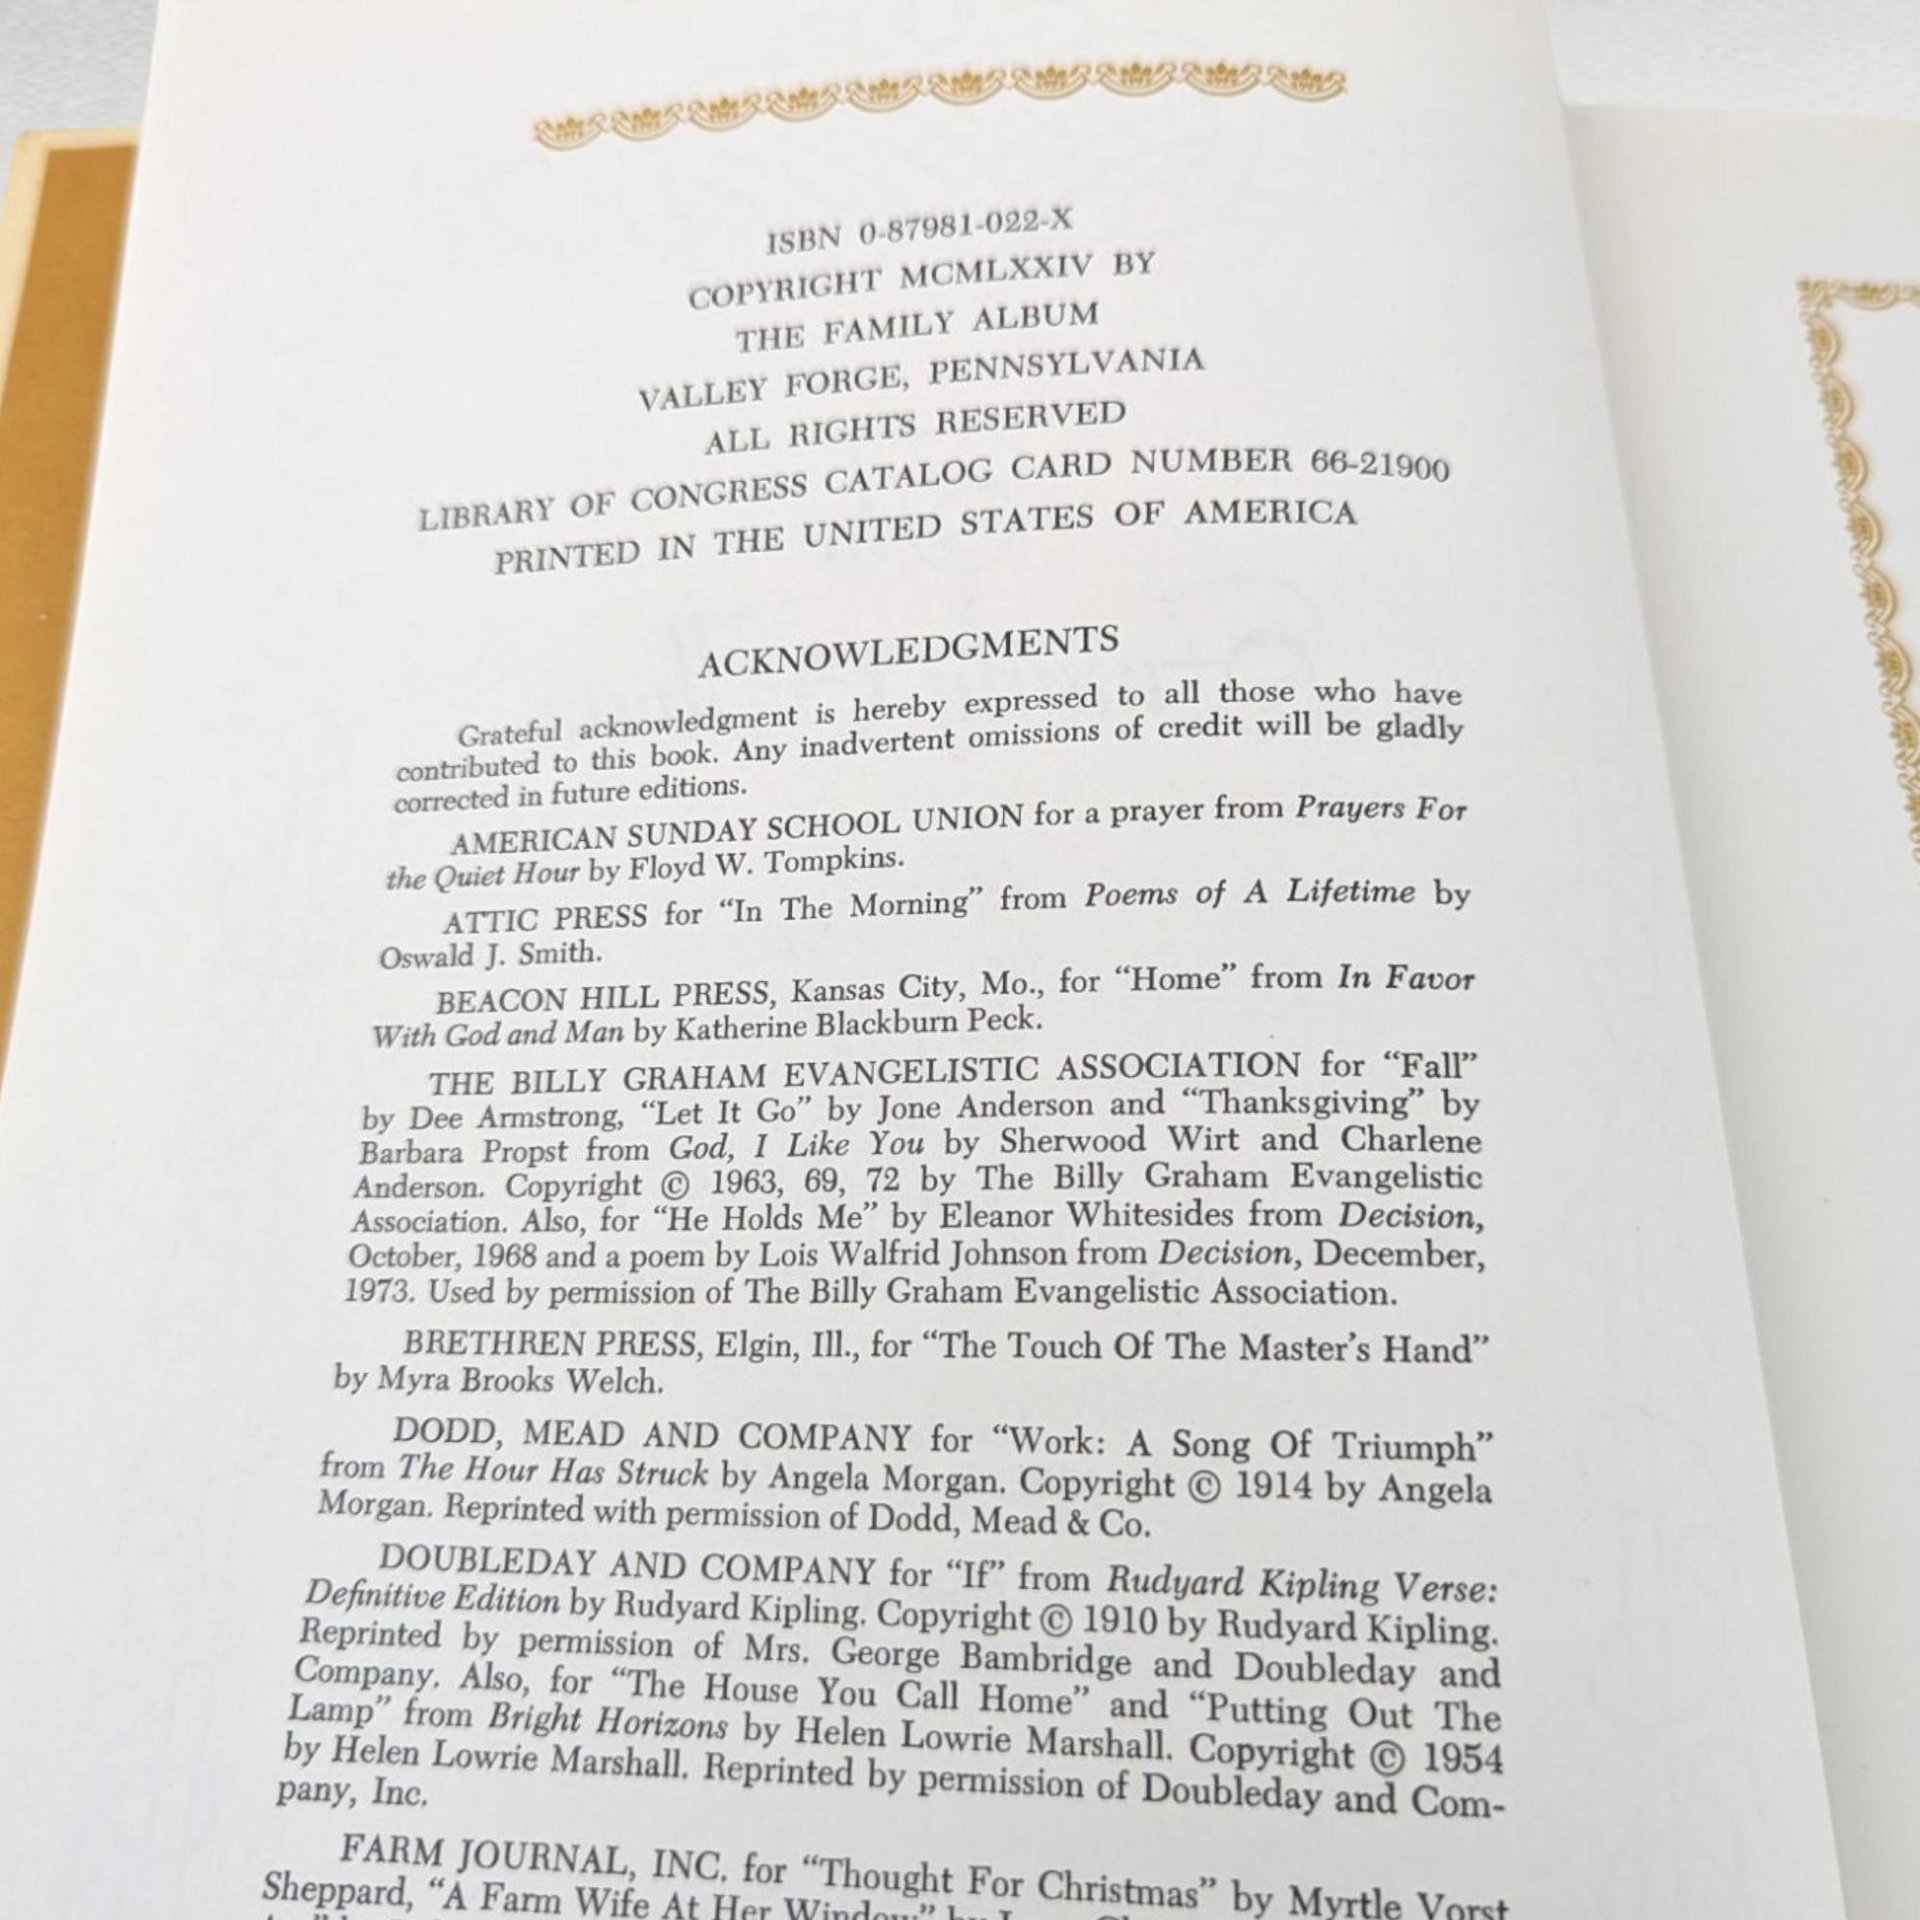 ISBN 0-87981-022-X
COPYRIGHT MCMLXXIV BY
THE FAMILY ALBUM
VALLEY FORGE, PENNSYLVANIA
ALL RIGHTS RESERVED
LIBRARY OF CONGRESS CATALOG CARD NUMBER 66-21900
PRINTED IN THE UNITED STATES OF AMERICA
ACKNOWLEDGMENTS
Grateful acknowledgment is hereby expressed to all those who have
contributed to this book. Any inadvertent omissions of credit will be gladly
corrected in future editions.
AMERICAN SUNDAY SCHOOL UNION for a prayer from Prayers For
the Quiet Hour by Floyd W. Tompkins.
ATTIC PRESS for “In The Morning” from Poems of A Lifetime by
Oswald J. Smith.
BEACON HILL PRESS, Kansas City, Mo., for “Home” from In Favor
With God and Man by Katherine Blackburn Peck.
THE BILLY GRAHAM EVANGELISTIC ASSOCIATION for “Fall”
by Dee Armstrong, “Let It Go” by Jone Anderson and “Thanksgiving” by
Barbara Propst from God, I Like You by Sherwood Wirt and Charlene
Anderson. Copyright © 1963, 69, 72 by The Billy Graham Evangelistic
Association. Also, for “He Holds Me” by Eleanor Whitesides from Decision,
October, 1968 and a poem by Lois Walfrid Johnson from Decision, December,
1973. Used by permission of The Billy Graham Evangelistic Association.
BRETHREN PRESS, Elgin, Ill., for “The Touch Of The Master’s Hand”
by Myra Brooks Welch.
DODD, MEAD AND COMPANY for “Work: A Song Of Triumph”
from The Hour Has Struck by Angela Morgan. Copyright © 1914 by Angela
Morgan. Reprinted with permission of Dodd, Mead & Co.
DOUBLEDAY AND COMPANY for “If” from Rudyard Kipling Verse:
Definitive Edition by Rudyard Kipling. Copyright © 1910 by Rudyard Kipling.
Reprinted by permission of Mrs. George Bambridge and Doubleday and
Company. Also, for “The House You Call Home” and “Putting Out The
Lamp” from Bright Horizons by Helen Lowrie Marshall. Copyright © 1954
by Helen Lowrie Marshall. Reprinted by permission of Doubleday and Com-
pany, Inc.
FARM JOURNAL, INC. for “Thought For Christmas” by Myrtle Vorst
Sheppard, “A Farm Wife At Her Window” by